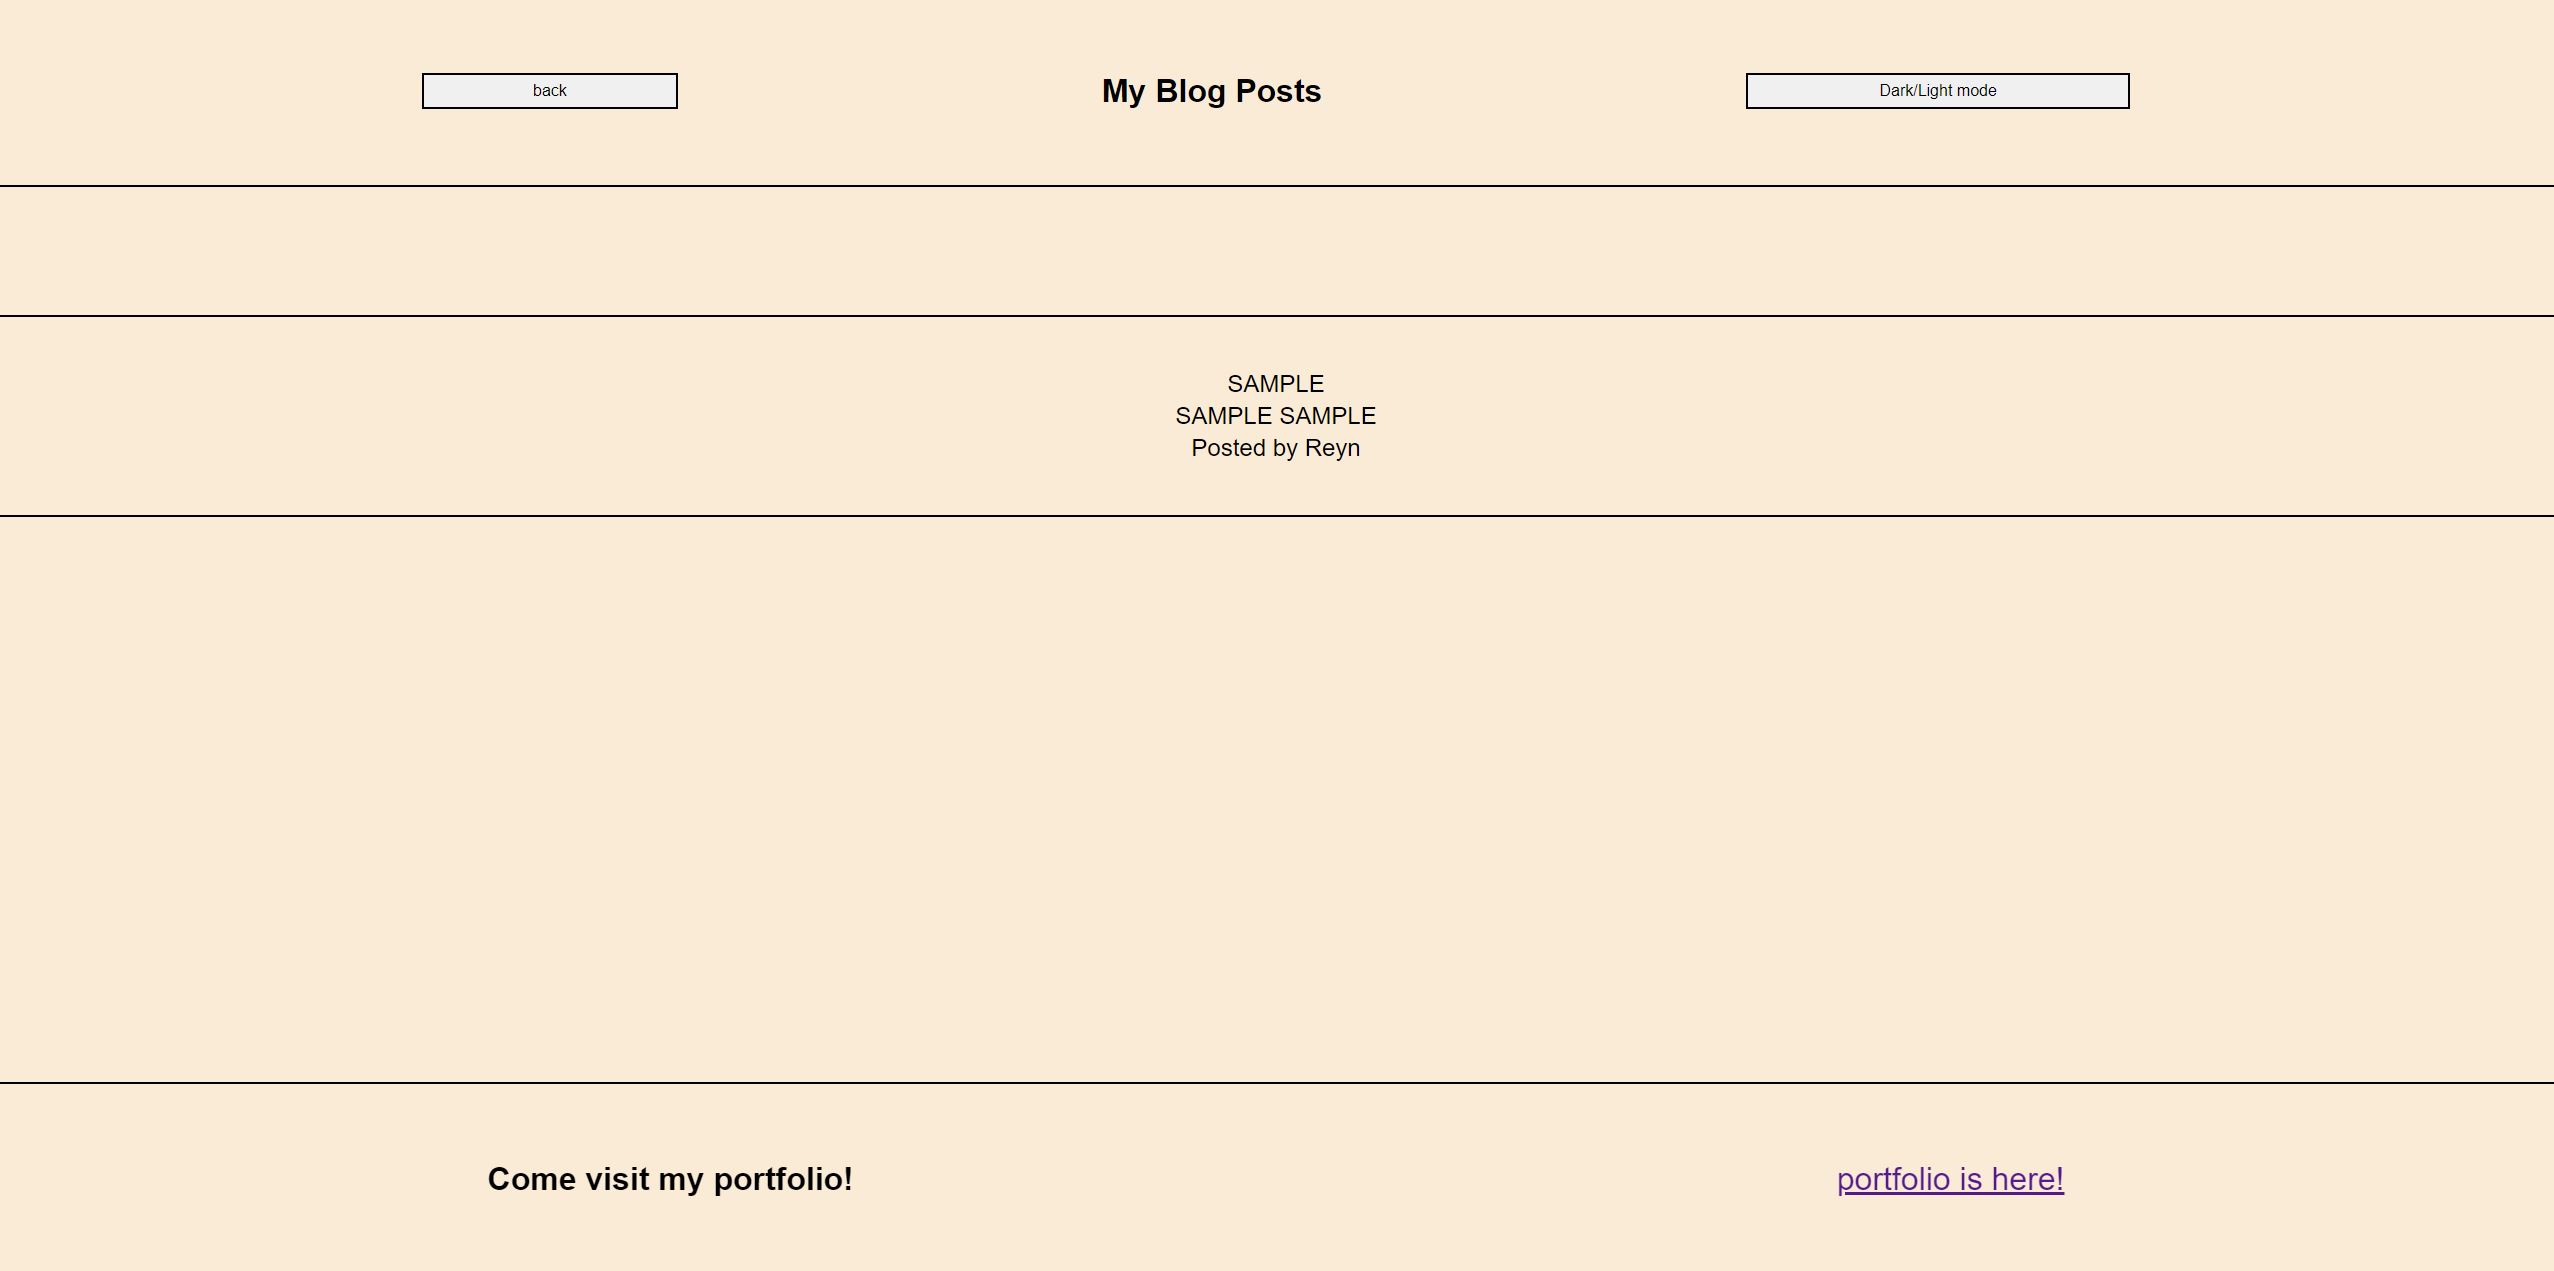 back
My Blog Posts
Dark/Light mode
SAMPLE
SAMPLE SAMPLE
Posted by Reyn
Come visit my portfolio!
portfolio is here!